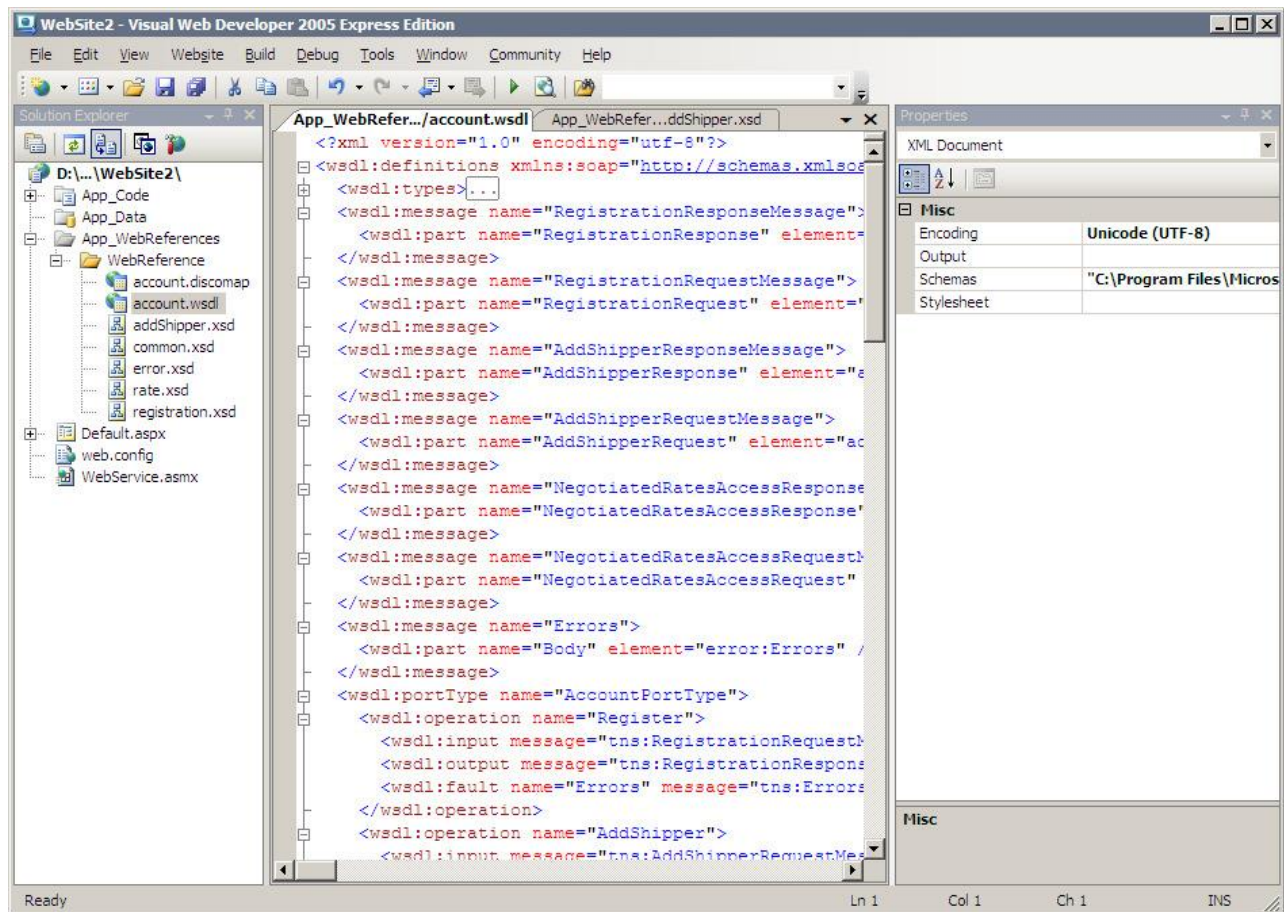 WebSite2 - Visual Web Developer 2005 Express Edition
File Edit View Website Build Debug Tools Window Community Help
Solution Explorer
D:\...\WebSite2\
App_Code
App_Data
App_WebReferences
WebReference
account.discomap
account.wsdl
addShipper.xsd
common.xsd
error.xsd
rate.xsd
registration.xsd
Default.aspx
web.config
WebService.asmx
App_WebRefer.../account.wsdl App_WebRefer...ddShipper.xsd
<?xml version="1.0" encoding="utf-8"?>
<wsdl:definitions xmlns:soap="http://schemas.xmlsoa
<wsdl:types>...
<wsdl:message name="RegistrationResponseMessage">
<wsdl:part name="RegistrationResponse" element=
</wsdl:message>
<wsdl:message name="RegistrationRequestMessage">
<wsdl:part name="RegistrationRequest" element="
</wsdl:message>
<wsdl:message name="AddShipperResponseMessage">
<wsdl:part name="AddShipperResponse" element="a
</wsdl:message>
<wsdl:message name="AddShipperRequestMessage">
<wsdl:part name="AddShipperRequest" element="ad
</wsdl:message>
<wsdl:message name="NegotiatedRatesAccessResponse
<wsdl:part name="NegotiatedRatesAccessResponse"
</wsdl:message>
<wsdl:message name="NegotiatedRatesAccessRequestM
<wsdl:part name="NegotiatedRatesAccessRequest"
</wsdl:message>
<wsdl:message name="Errors">
<wsdl:part name="Body" element="error:Errors" /
</wsdl:message>
<wsdl:portType name="AccountPortType">
<wsdl:operation name="Register">
<wsdl:input message="tns:RegistrationRequestM
<wsdl:output message="tns:RegistrationRespons
<wsdl:fault name="Errors" message="tns:Errors
</wsdl:operation>
<wsdl:operation name="AddShipper">
<wsdl:input message="tns:AddShipperRequestMes
Properties
XML Document
Misc
Encoding Unicode (UTF-8)
Output
Schemas "C:\Program Files\Micros
Stylesheet
Misc
Ready Ln 1 Col 1 Ch 1 INS